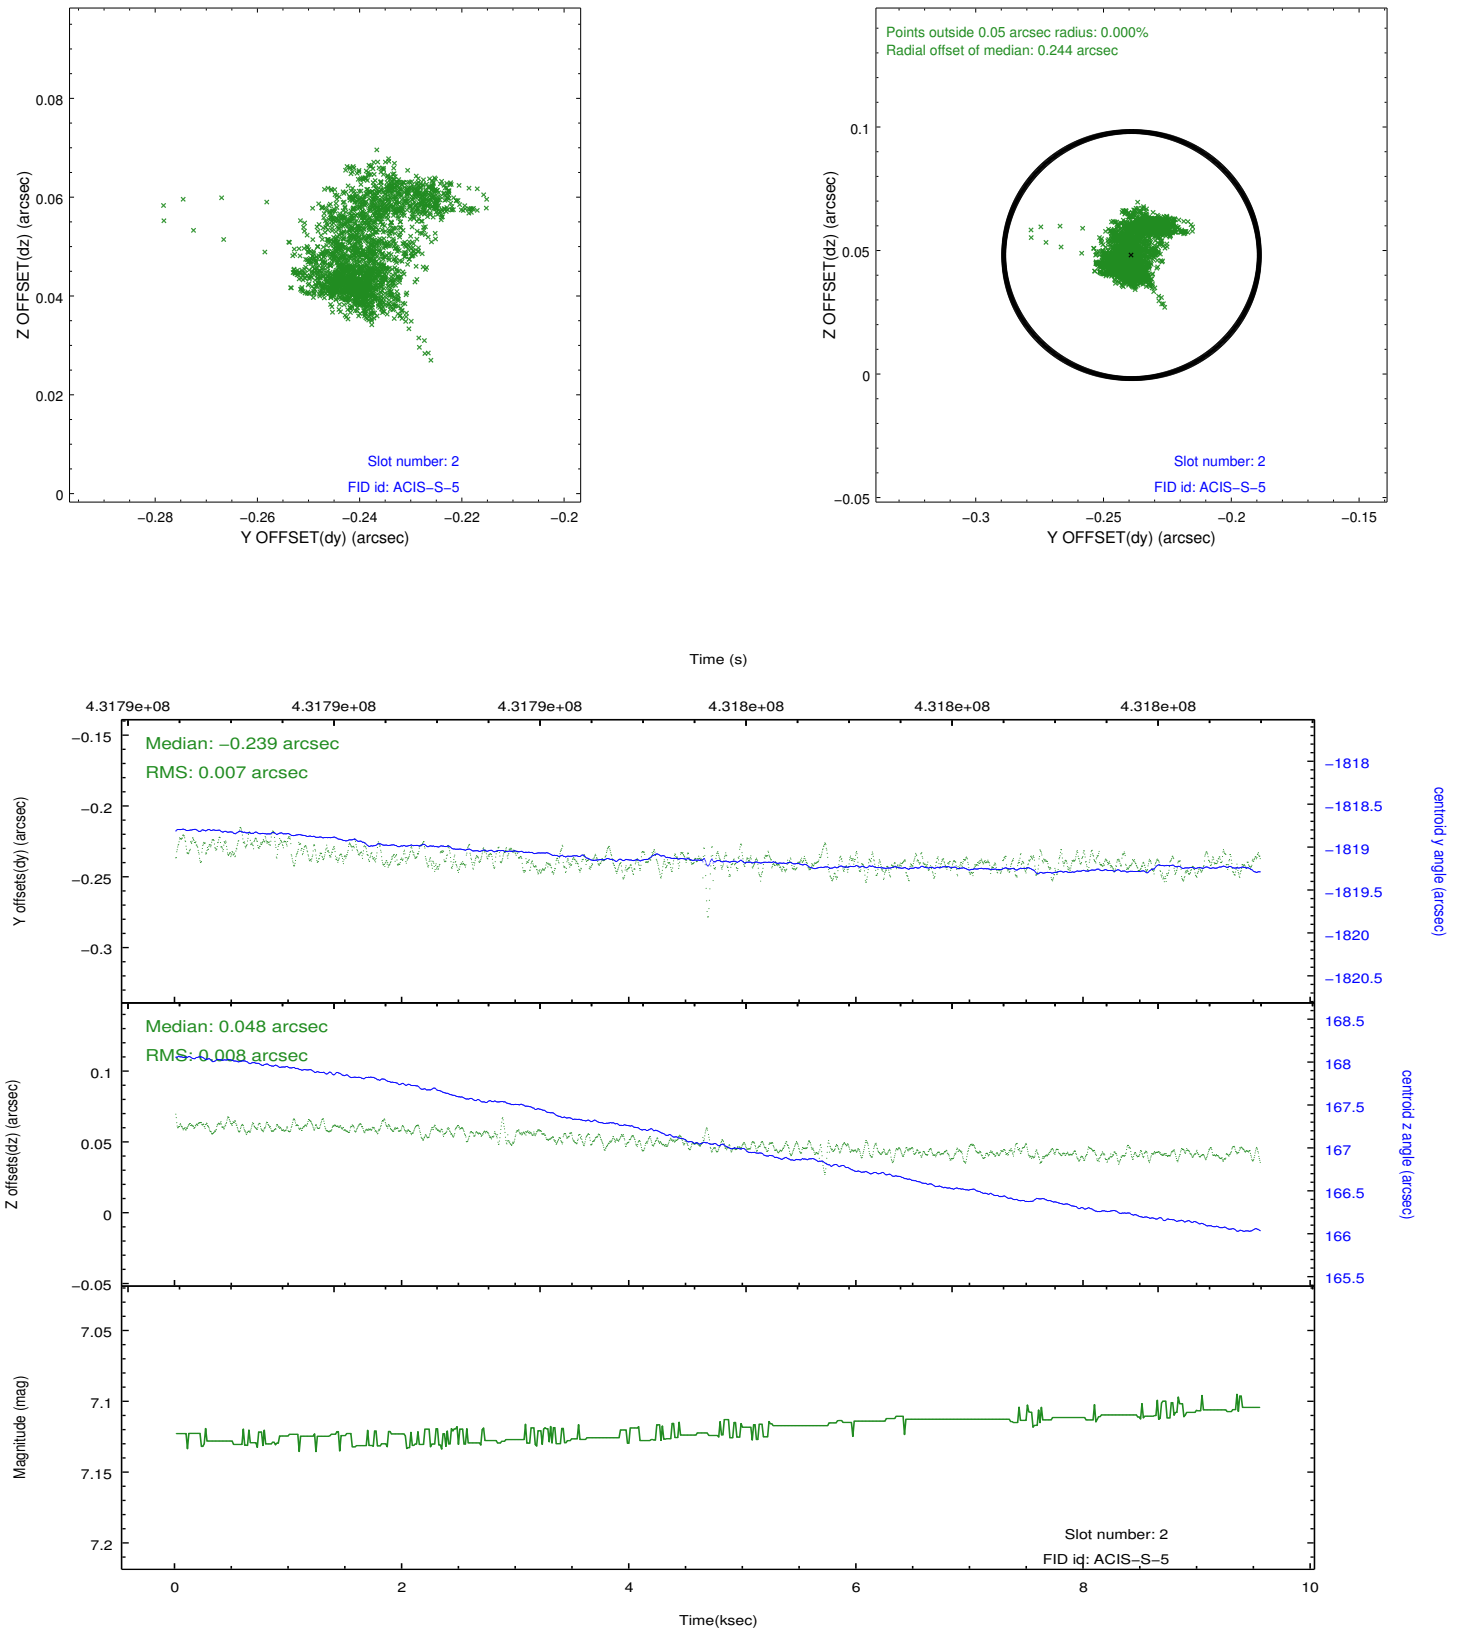 Points outside 0.05 arcsec radius: 0.000%
Radial offset of median: 0.244 arcsec
0.08
0.06
0.04
0.02
0
Z OFFSET(dz) (arcsec)
Slot number: 2
FID id: ACIS−S−5
−0.28
−0.26
−0.24
−0.22
−0.2
Y OFFSET(dy) (arcsec)
0.1
0.05
0
−0.05
Z OFFSET(dz) (arcsec)
Slot number: 2
FID id: ACIS−S−5
−0.3
−0.25
−0.2
−0.15
Y OFFSET(dy) (arcsec)
Time (s)
4.3179e+08
4.3179e+08
4.3179e+08
4.318e+08
4.318e+08
4.318e+08
Median: −0.239 arcsec
RMS: 0.007 arcsec
−0.15
−0.2
−0.25
−0.3
Y offsets(dy) (arcsec)
−1818
−1818.5
−1819
−1819.5
−1820
−1820.5
centroid y angle (arcsec)
Median: 0.048 arcsec
RMS: 0.008 arcsec
0.1
0.05
0
−0.05
Z offsets(dz) (arcsec)
168.5
168
167.5
167
166.5
166
165.5
centroid z angle (arcsec)
7.05
7.1
7.15
7.2
Magnitude (mag)
Slot number: 2
FID id: ACIS−S−5
0
2
4
6
8
10
Time(ksec)